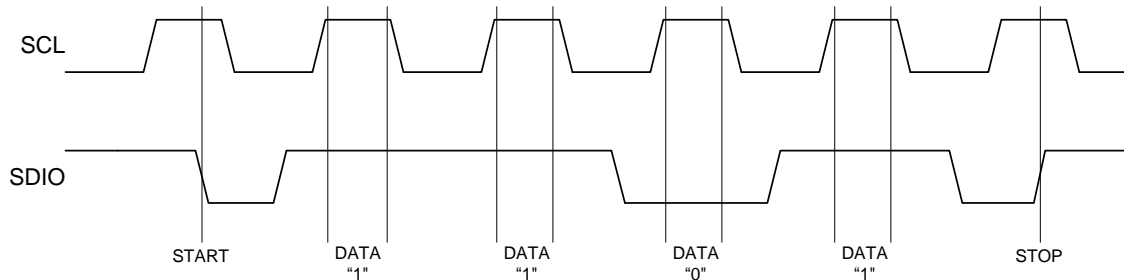 SCL
SDIO
START
DATA
“1"
DATA
“1"
DATA
“0"
DATA
“1"
STOP